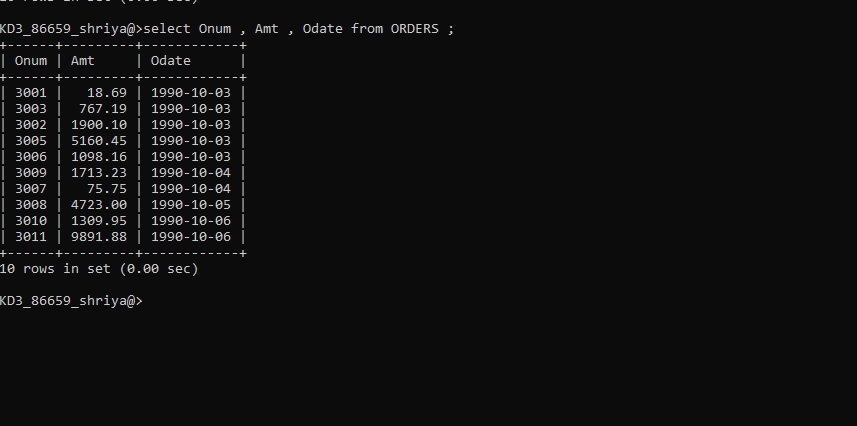 KD3_86659_shriya@>select Onum , Amt , Odate from ORDERS ;
+------+---------+------------+
| Onum | Amt     | Odate      |
+------+---------+------------+
| 3001 |   18.69 | 1990-10-03 |
| 3003 |  767.19 | 1990-10-03 |
| 3002 | 1900.10 | 1990-10-03 |
| 3005 | 5160.45 | 1990-10-03 |
| 3006 | 1098.16 | 1990-10-03 |
| 3009 | 1713.23 | 1990-10-04 |
| 3007 |   75.75 | 1990-10-04 |
| 3008 | 4723.00 | 1990-10-05 |
| 3010 | 1309.95 | 1990-10-06 |
| 3011 | 9891.88 | 1990-10-06 |
+------+---------+------------+
10 rows in set (0.00 sec)
KD3_86659_shriya@>